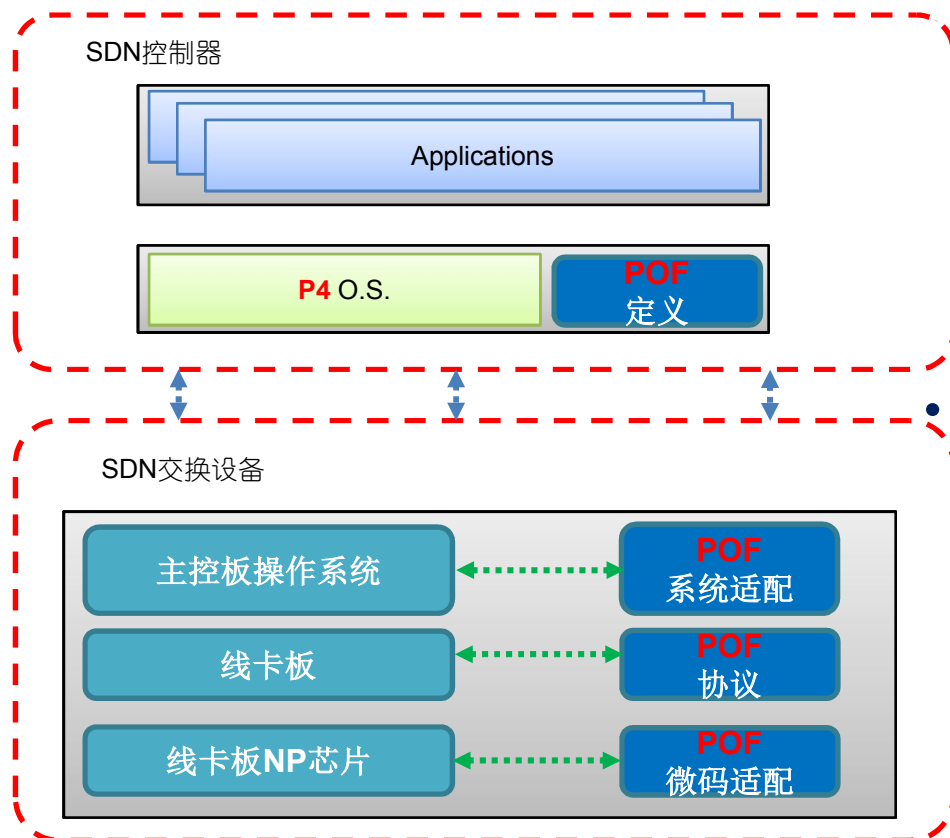 SDN控制器
Applications
P4 O.S.
POF
定义
•
SDN交换设备
主控板操作系统
POF
系统适配
线卡板
POF
协议
线卡板NP芯片
POF
微码适配